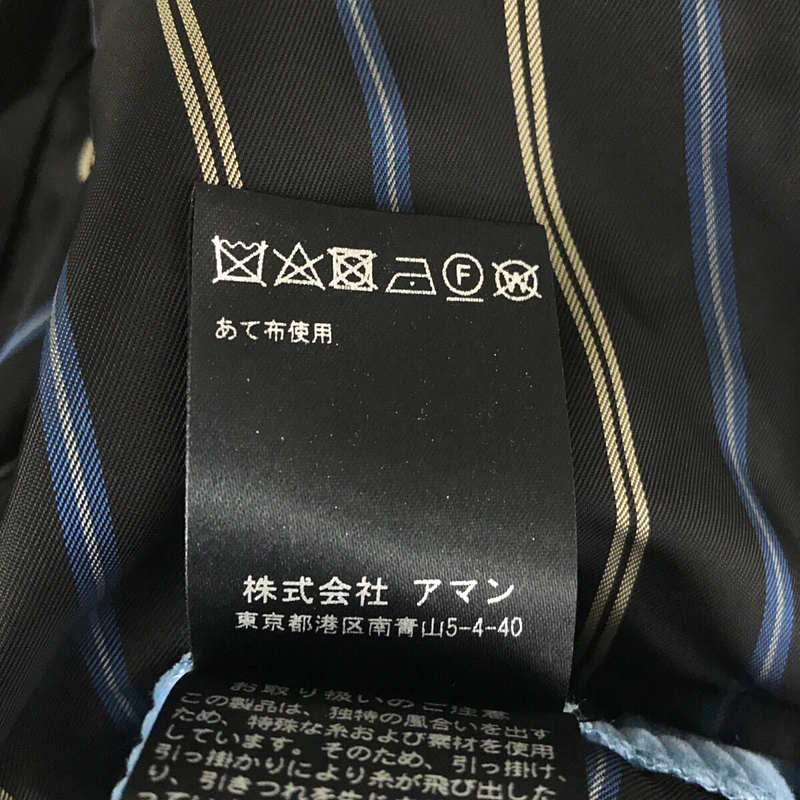 F W
あて布使用
株式会社 アマン
東京都港区南青山5-4-40
お取り扱いのご注意
この製品は、独特の風合いを出す
ため、特殊な糸および素材を使用
しています。そのため、引っ掛け、
引っ掛かりにより糸が飛び出した
り、引きつれを生じ